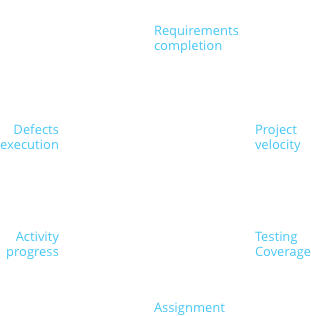 Requirements
completion
Defects
execution
Project
velocity
Activity
progress
Testing
Coverage
Assignment